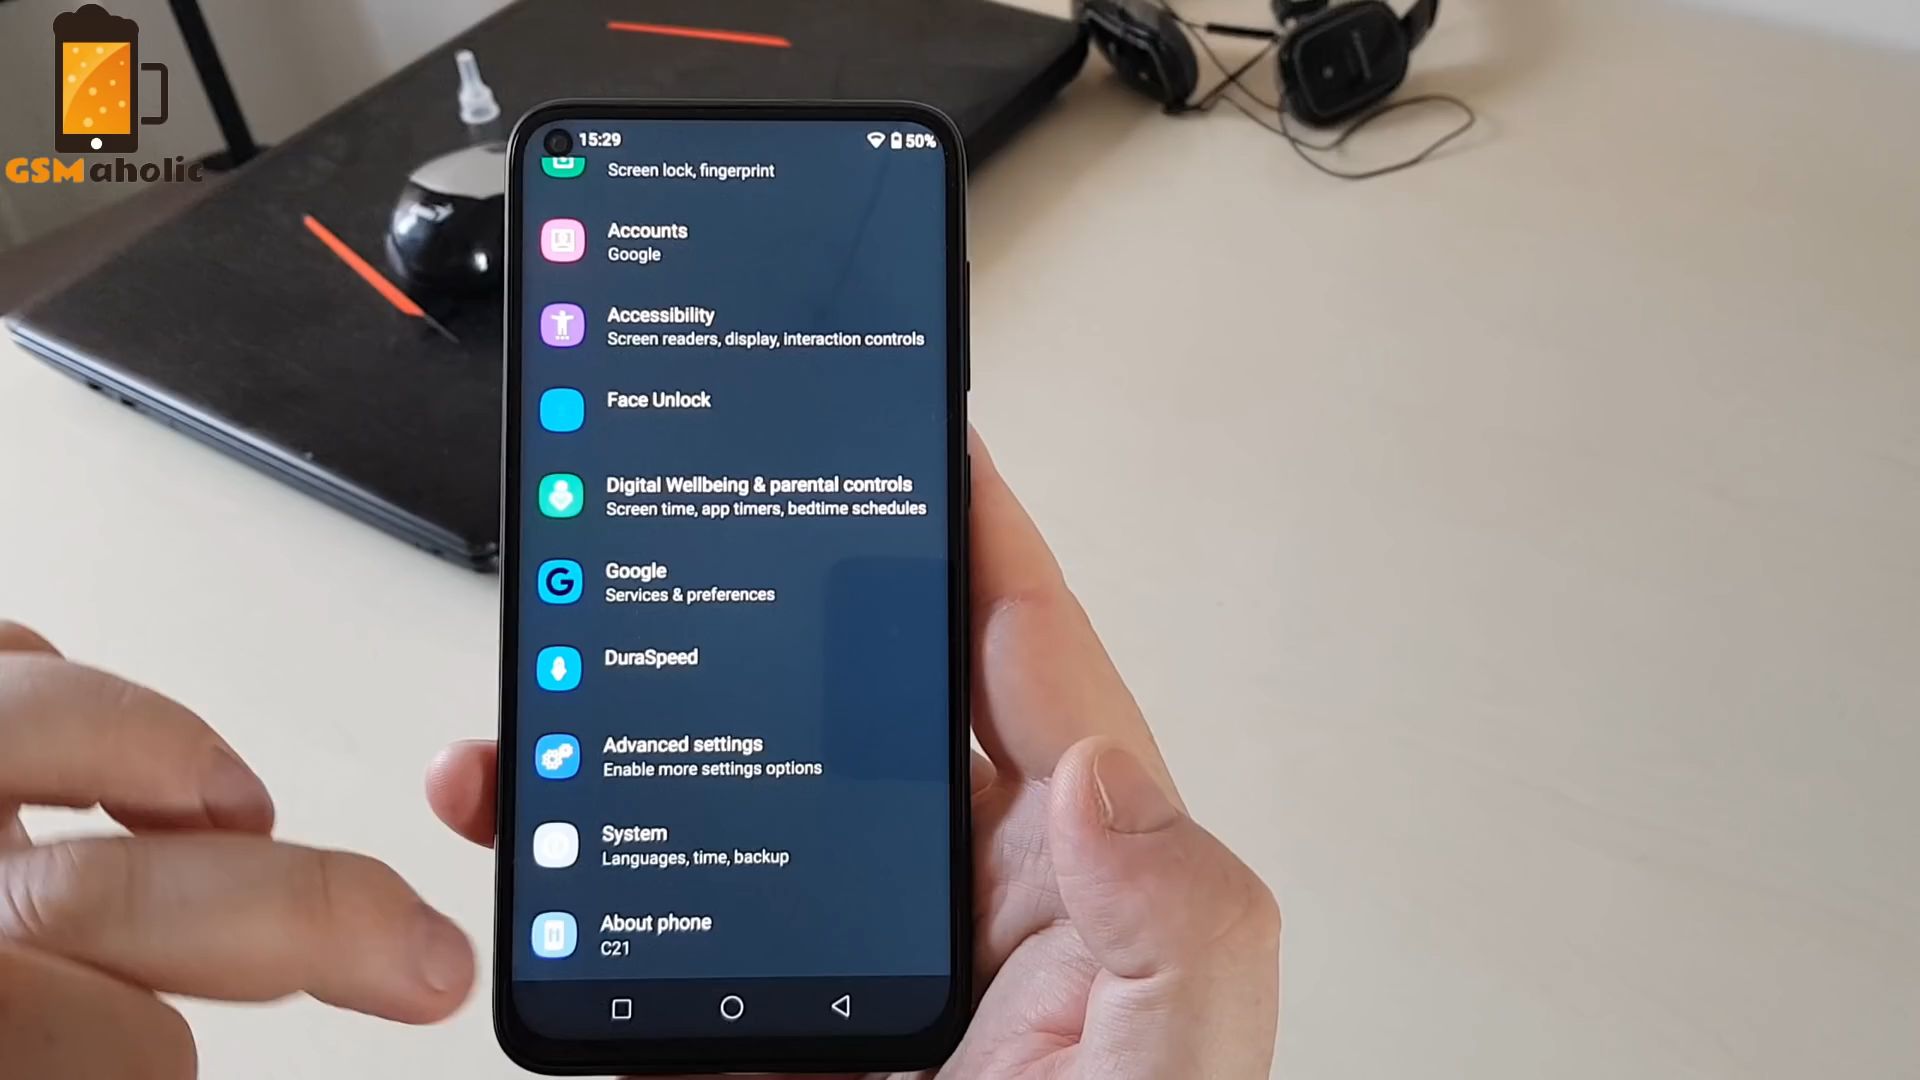 GSMaholic
15:29
50%
Screen lock, fingerprint
Accounts
Google
Accessibility
Screen readers, display, interaction controls
Face Unlock
Digital Wellbeing & parental controls
Screen time, app timers, bedtime schedules
G
Google
Services & preferences
DuraSpeed
Advanced settings
Enable more settings options
System
Languages, time, backup
About phone
C21